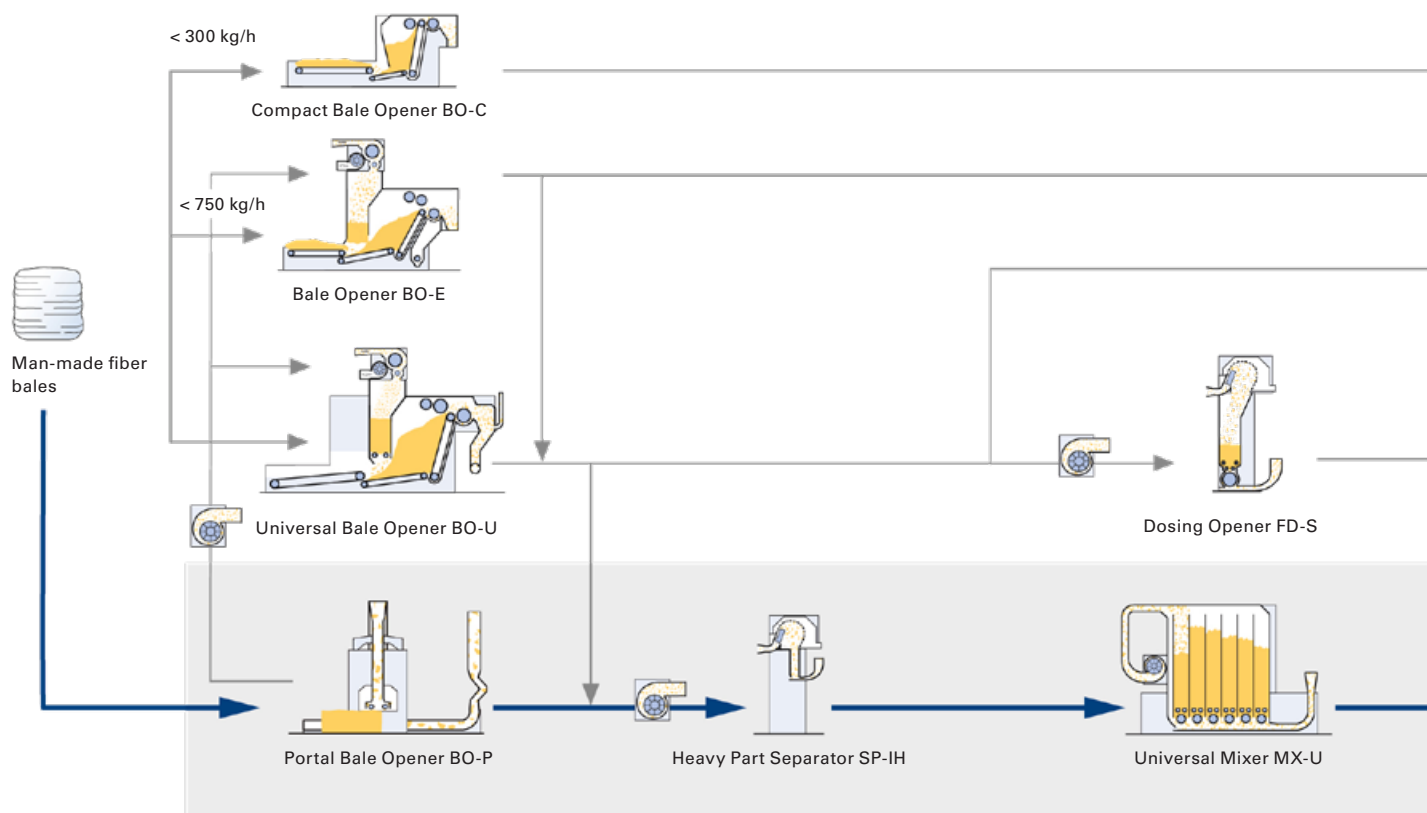 < 300 kg/h
Compact Bale Opener BO-C
< 750 kg/h
Bale Opener BO-E
Man-made fiber
bales
Universal Bale Opener BO-U
Dosing Opener FD-S
Portal Bale Opener BO-P
Heavy Part Separator SP-IH
Universal Mixer MX-U